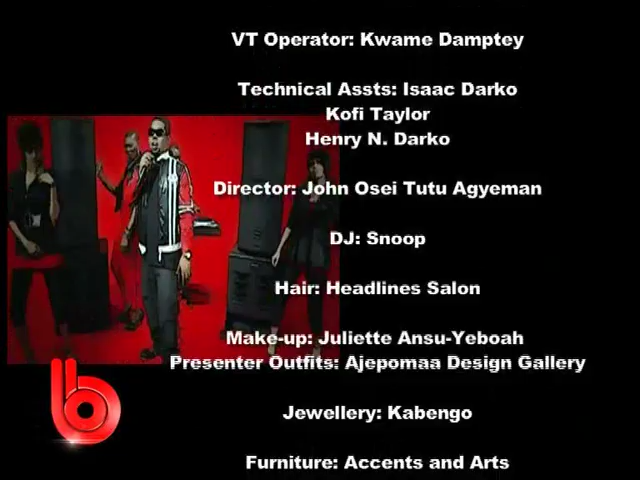 VT Operator: Kwame Damptey
Technical Assts: Isaac Darko
Kofi Taylor
Henry N. Darko
Director: John Osei Tutu Agyeman
DJ: Snoop
Hair: Headlines Salon
Make-up: Juliette Ansu-Yeboah
Presenter Outfits: Ajepomaa Design Gallery
Jewellery: Kabengo
Furniture: Accents and Arts
b